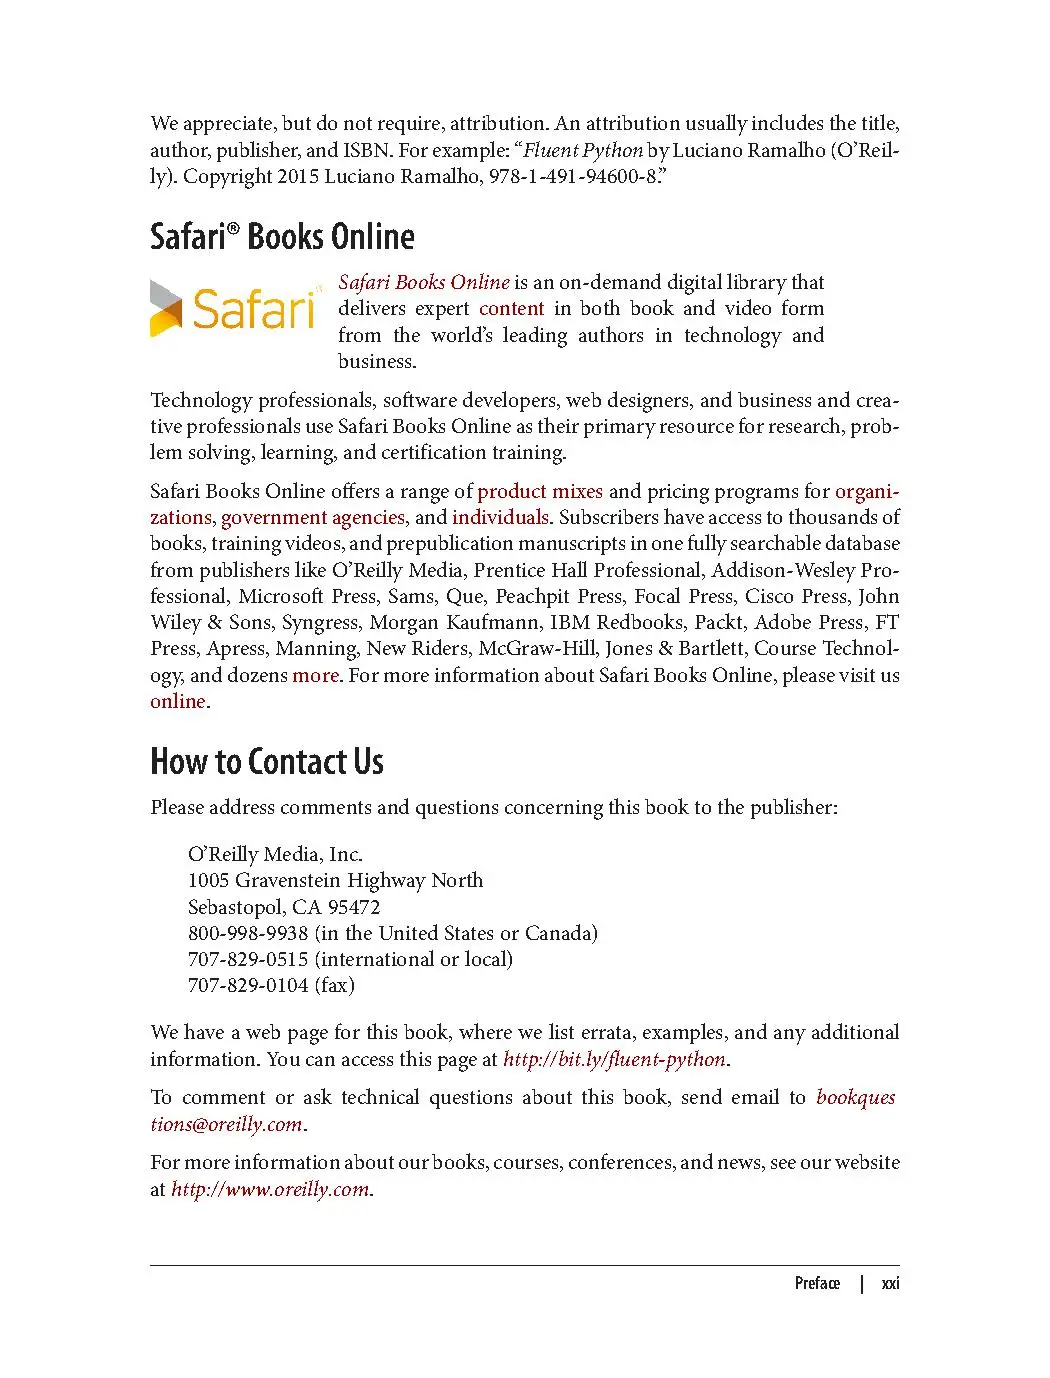 We appreciate, but do not require, attribution. An attribution usually includes the title,
author, publisher, and ISBN. For example: “Fluent Python by Luciano Ramalho (O’Reil-
ly). Copyright 2015 Luciano Ramalho, 978-1-491-94600-8.”
Safari® Books Online
Safari®
Safari Books Online is an on-demand digital library that
delivers expert content in both book and video form
from the world’s leading authors in technology and
business.
Technology professionals, software developers, web designers, and business and crea-
tive professionals use Safari Books Online as their primary resource for research, prob-
lem solving, learning, and certification training.
Safari Books Online offers a range of product mixes and pricing programs for organi-
zations, government agencies, and individuals. Subscribers have access to thousands of
books, training videos, and prepublication manuscripts in one fully searchable database
from publishers like O’Reilly Media, Prentice Hall Professional, Addison-Wesley Pro-
fessional, Microsoft Press, Sams, Que, Peachpit Press, Focal Press, Cisco Press, John
Wiley & Sons, Syngress, Morgan Kaufmann, IBM Redbooks, Packt, Adobe Press, FT
Press, Apress, Manning, New Riders, McGraw-Hill, Jones & Bartlett, Course Technol-
ogy, and dozens more. For more information about Safari Books Online, please visit us
online.
How to Contact Us
Please address comments and questions concerning this book to the publisher:
O’Reilly Media, Inc.
1005 Gravenstein Highway North
Sebastopol, CA 95472
800-998-9938 (in the United States or Canada)
707-829-0515 (international or local)
707-829-0104 (fax)
We have a web page for this book, where we list errata, examples, and any additional
information. You can access this page at http://bit.ly/fluent-python.
To comment or ask technical questions about this book, send email to bookques
tions@oreilly.com.
For more information about our books, courses, conferences, and news, see our website
at http://www.oreilly.com.
Preface | xxi